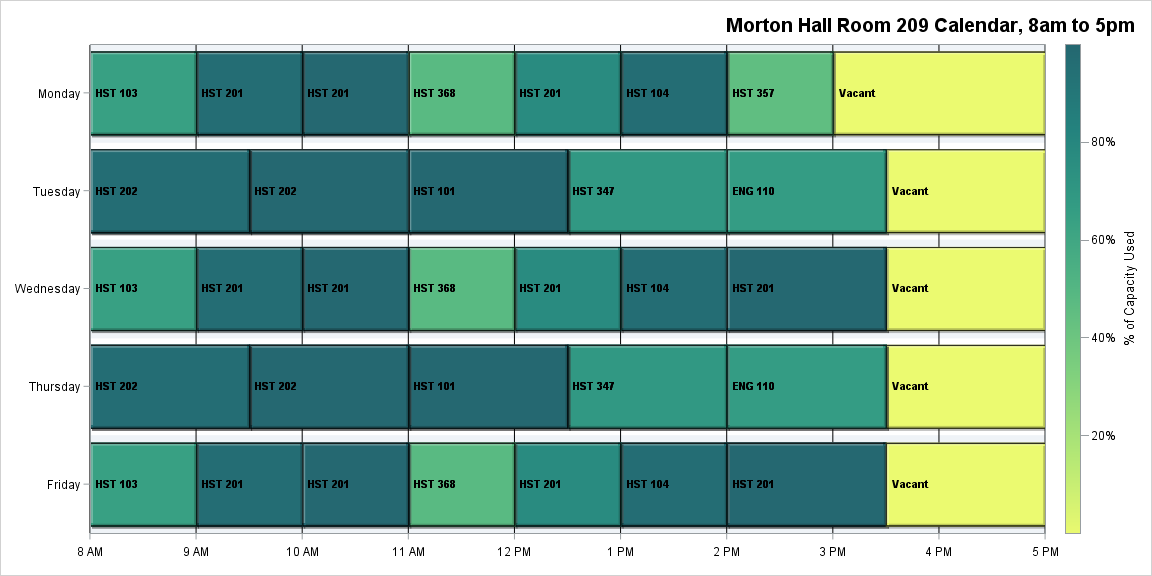 Morton Hall Room 209 Calendar, 8am to 5pm
Monday
HST 103 HST 201 HST 201 HST 368 HST 201 HST 104 HST 357 Vacant
Tuesday
HST 202 HST 202 HST 101 HST 347 ENG 110 Vacant
Wednesday
HST 103 HST 201 HST 201 HST 368 HST 201 HST 104 HST 201 Vacant
Thursday
HST 202 HST 202 HST 101 HST 347 ENG 110 Vacant
Friday
HST 103 HST 201 HST 201 HST 368 HST 201 HST 104 HST 201 Vacant
8 AM 9 AM 10 AM 11 AM 12 PM 1 PM 2 PM 3 PM 4 PM 5 PM
80%
60%
40%
20%
% of Capacity Used